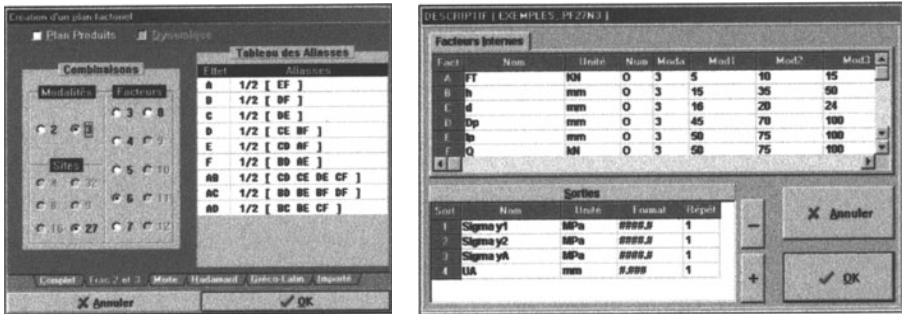 Création d'un plan factoriel
Plan Produits
Dynamique
Combinaisons
Modalités
Facteurs
2
3
3
8
4
9
Sites
5
10
4
32
6
11
8
9
7
12
16
27
Tableau des Aliasses
Effet Aliasses
A 1/2 [ EF ]
B 1/2 [ DF ]
C 1/2 [ DE ]
D 1/2 [ CE BF ]
E 1/2 [ CD AF ]
F 1/2 [ BD AE ]
AB 1/2 [ CD CE DE CF ]
AC 1/2 [ BD BE BF DF ]
AD 1/2 [ BC BE CF ]
Complet Frac 2 et 3 Mixte Hadamard Gréco-Latin Importé
Annuler
OK
DESCRIPTIF [ EXEMPLES, PF27N3 ]
Facteurs Internes
Fact Nom Unité Num Moda Mod1 Mod2 Mod3
A FT KN O 3 5 10 15
B h mm O 3 15 35 50
C d mm O 3 16 20 24
D Dp mm O 3 45 70 100
E lp mm O 3 50 75 100
F Q kN O 3 50 75 100
Sorties
Sort Nom Unité Format Répét
1 Sigma y1 MPa ####.# 1
2 Sigma y2 MPa ####.# 1
3 Sigma yA MPa ####.# 1
4 UA mm #.### 1
-
+
Annuler
OK